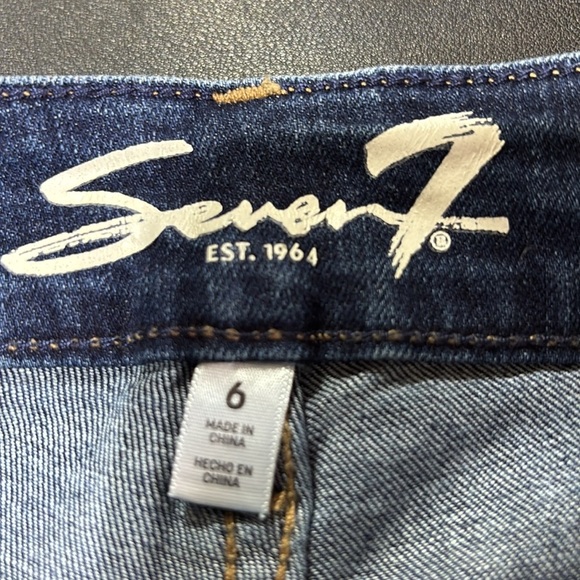 Seven7®
EST. 1964
6
MADE IN
CHINA
HECHO EN
CHINA